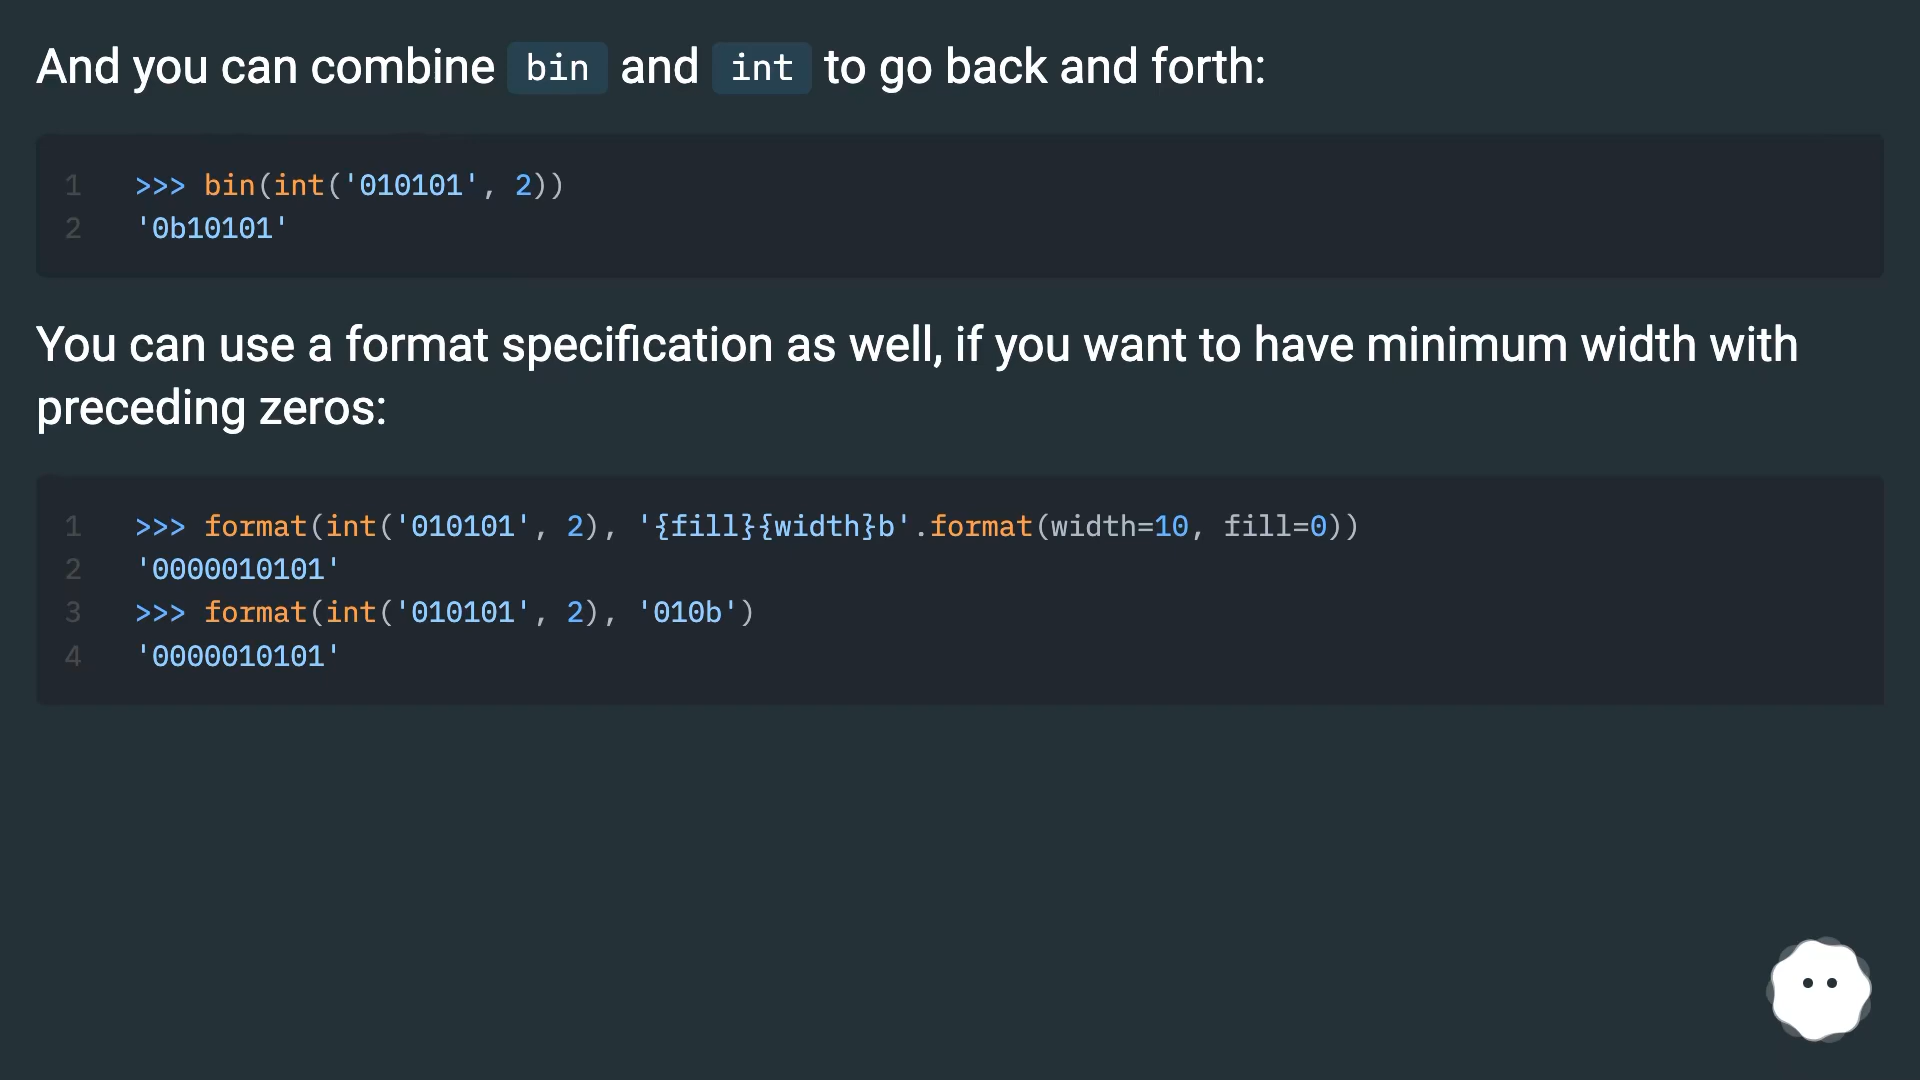 And you can combine bin and int to go back and forth:
1 >>> bin(int('010101', 2))
2 '0b10101'
You can use a format specification as well, if you want to have minimum width with
preceding zeros:
1 >>> format(int('010101', 2), '{fill}{width}b'.format(width=10, fill=0))
2 '0000010101'
3 >>> format(int('010101', 2), '010b')
4 '0000010101'